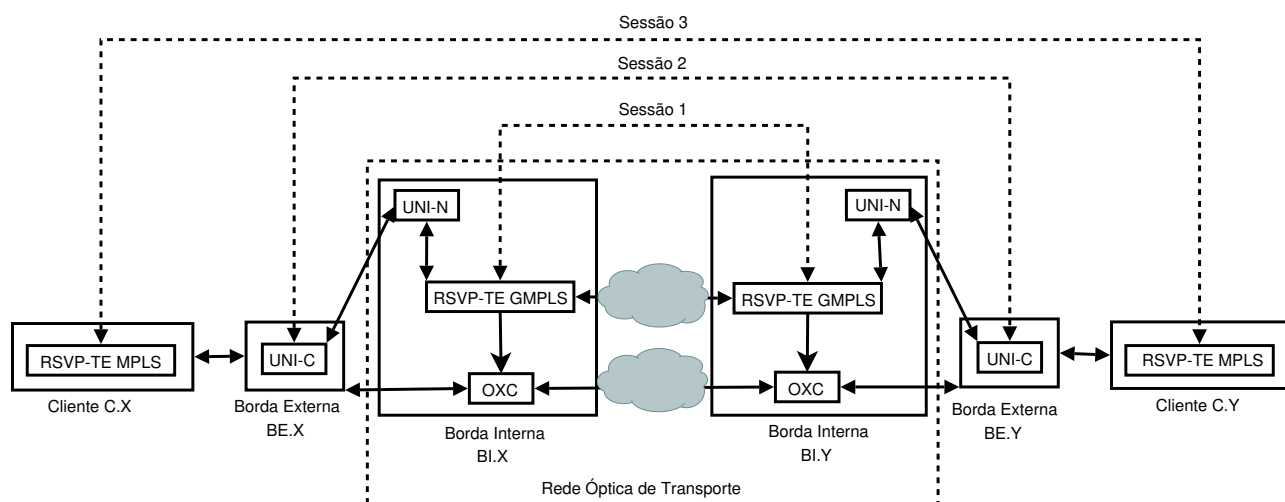 Sessão 3
Sessão 2
Sessão 1
UNI-N
UNI-N
RSVP-TE GMPLS
RSVP-TE GMPLS
RSVP-TE MPLS
UNI-C
UNI-C
RSVP-TE MPLS
OXC
OXC
Cliente C.X
Borda Externa
BE.X
Borda Interna
BI.X
Borda Interna
BI.Y
Borda Externa
BE.Y
Cliente C.Y
Rede Óptica de Transporte